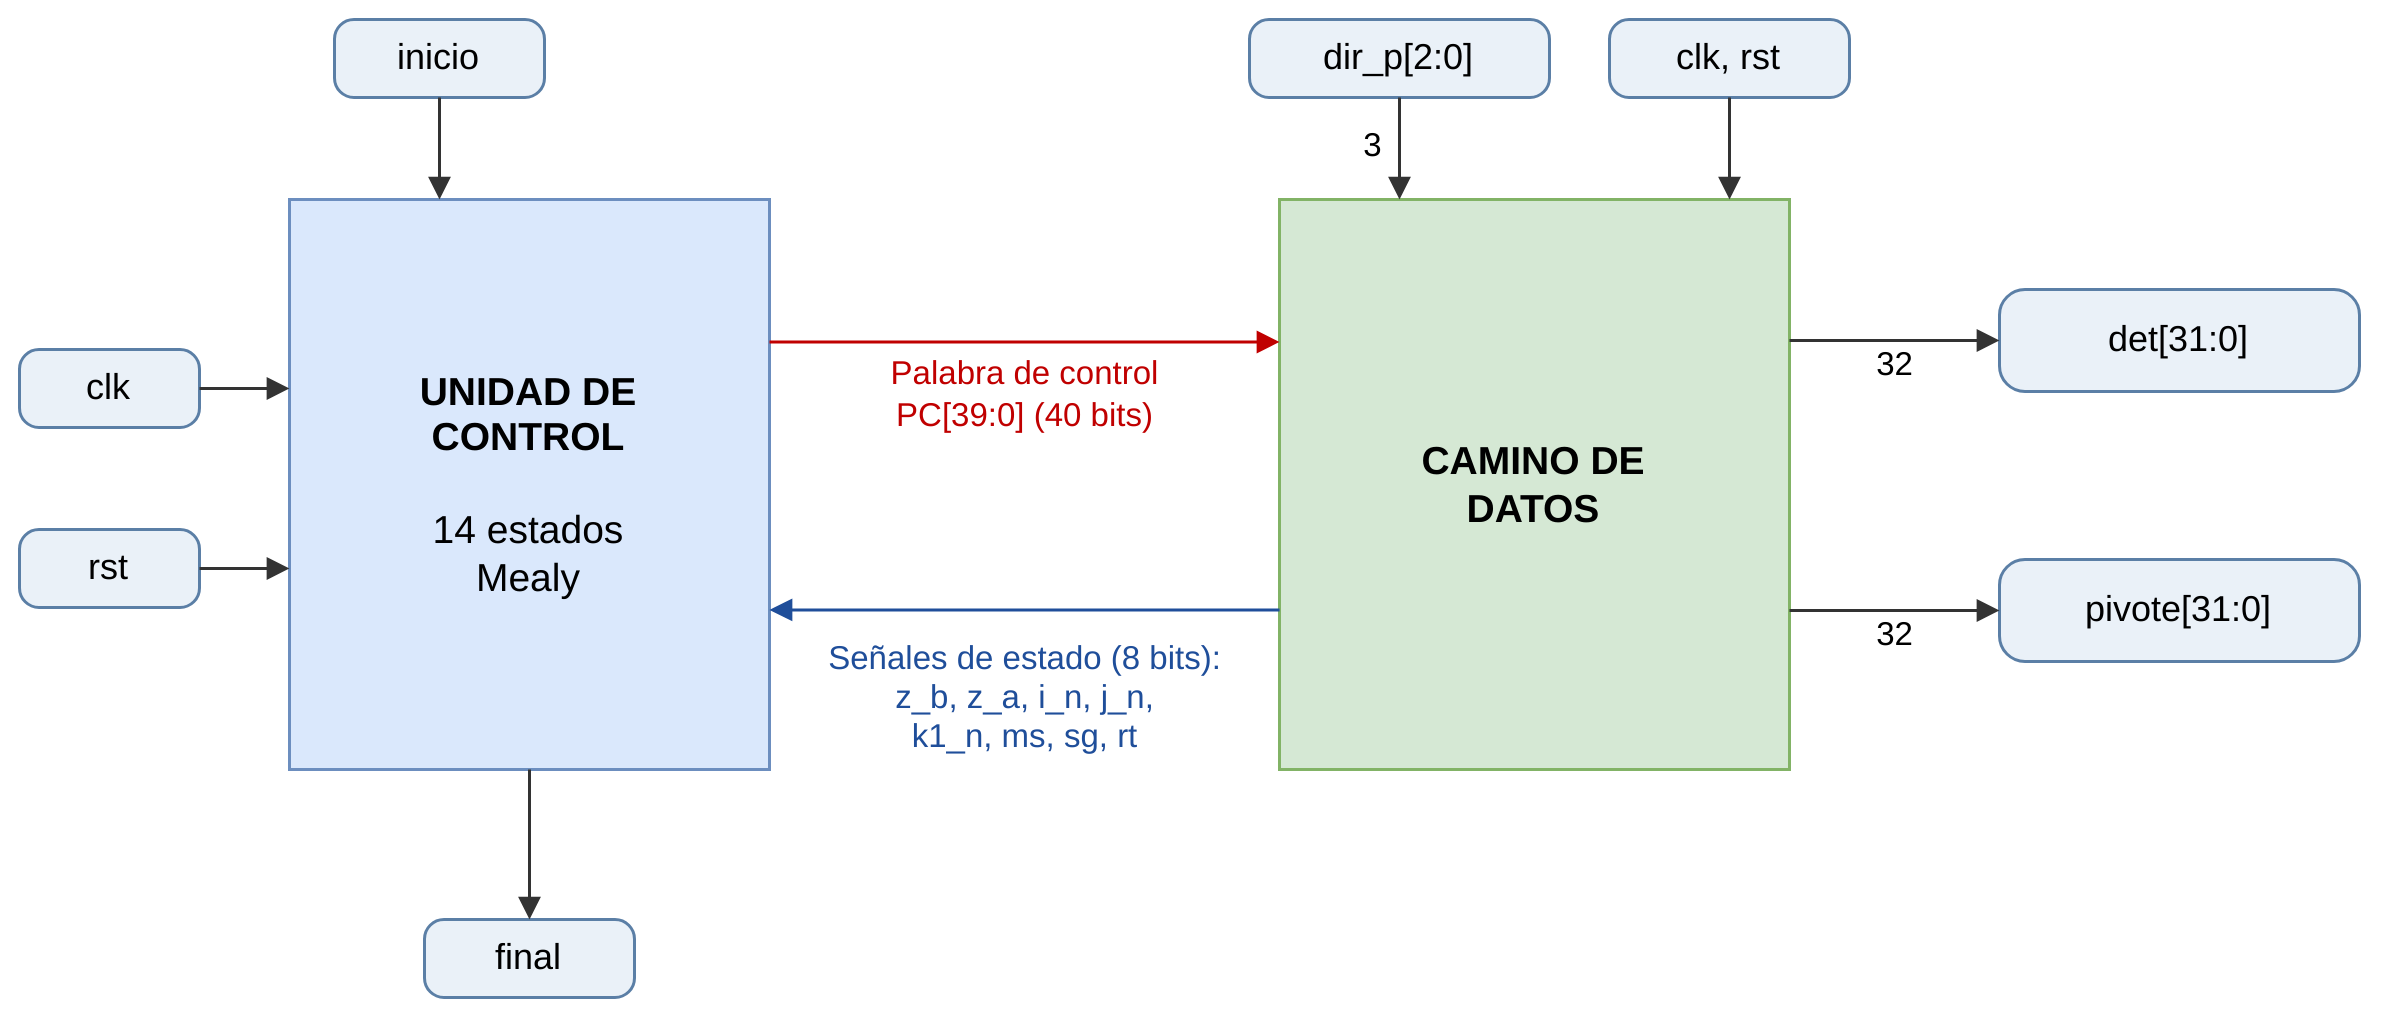 inicio
dir_p[2:0]
clk, rst
3
clk
rst
UNIDAD DE
CONTROL
14 estados
Mealy
Palabra de control
PC[39:0] (40 bits)
Señales de estado (8 bits):
z_b, z_a, i_n, j_n,
k1_n, ms, sg, rt
CAMINO DE
DATOS
32
det[31:0]
32
pivote[31:0]
final